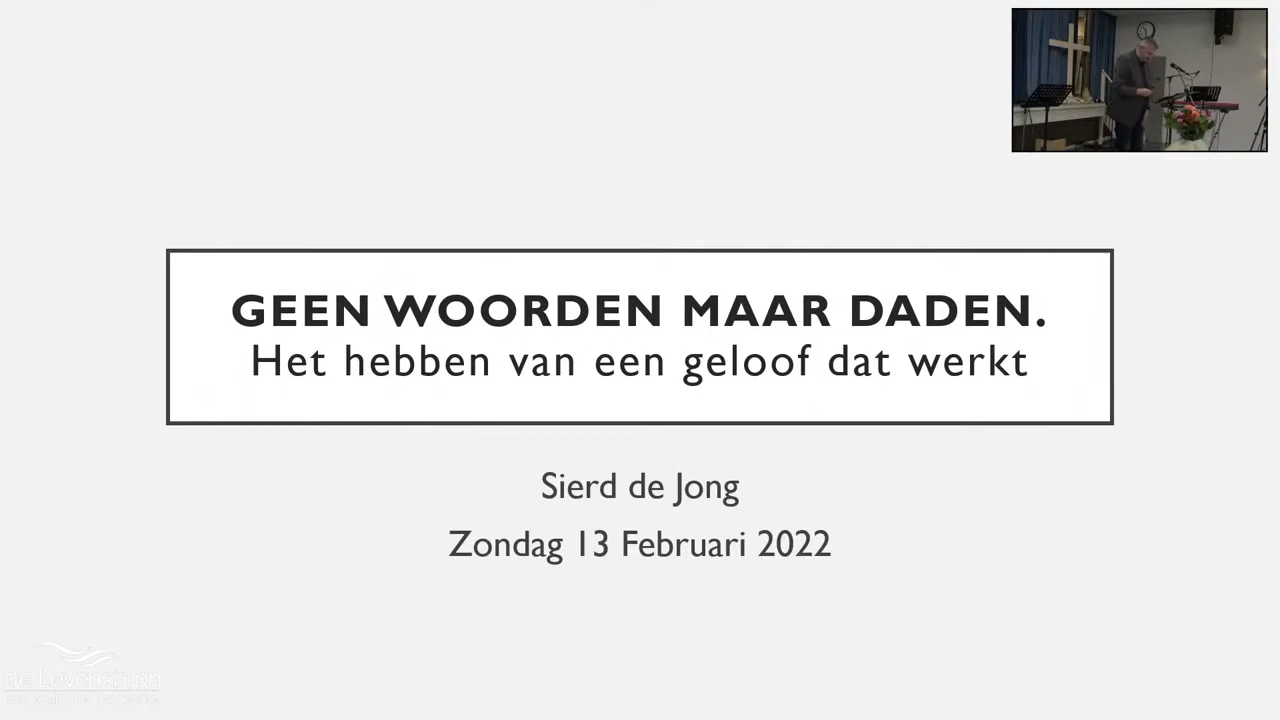 GEEN WOORDEN MAAR DADEN.
Het hebben van een geloof dat werkt
Sierd de Jong
Zondag 13 Februari 2022
de Levensbron